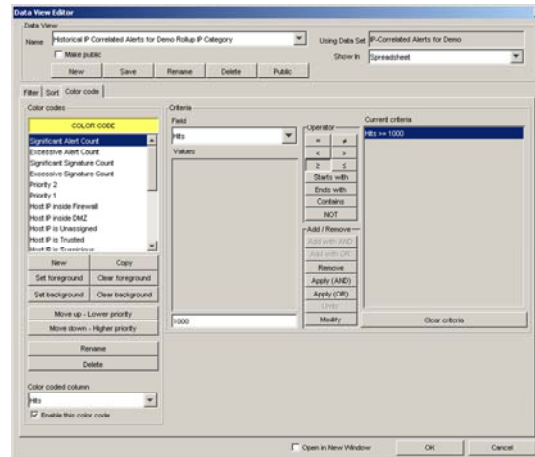 Data View Editor
Data View
Name Historical IP Correlated Alerts for Demo Rollup IP Category
Using Data Set IP-Correlated Alerts for Demo
Make public
Show in Spreadsheet
New Save Rename Delete Public
Filter Sort Color code
Color codes
COLOR CODE
Significant Alert Count
Excessive Alert Count
Significant Signature Count
Excessive Signature Count
Priority 2
Priority 1
Host IP inside Firewall
Host IP inside DMZ
Host IP is Unassigned
Host IP is Trusted
Host IP is Suspicious
New Copy
Set foreground Clear foreground
Set background Clear background
Move up - Lower priority
Move down - Higher priority
Rename
Delete
Color coded column
Hits
Enable this color code
Criteria
Field
Hits
Values
1000
Operator
= ≠
< >
≥ ≤
Starts with
Ends with
Contains
NOT
Add / Remove
Add with AND
Add with OR
Remove
Apply (AND)
Apply (OR)
Unify
Modify
Current criteria
Hits >= 1000
Clear criteria
Open in New Window OK Cancel